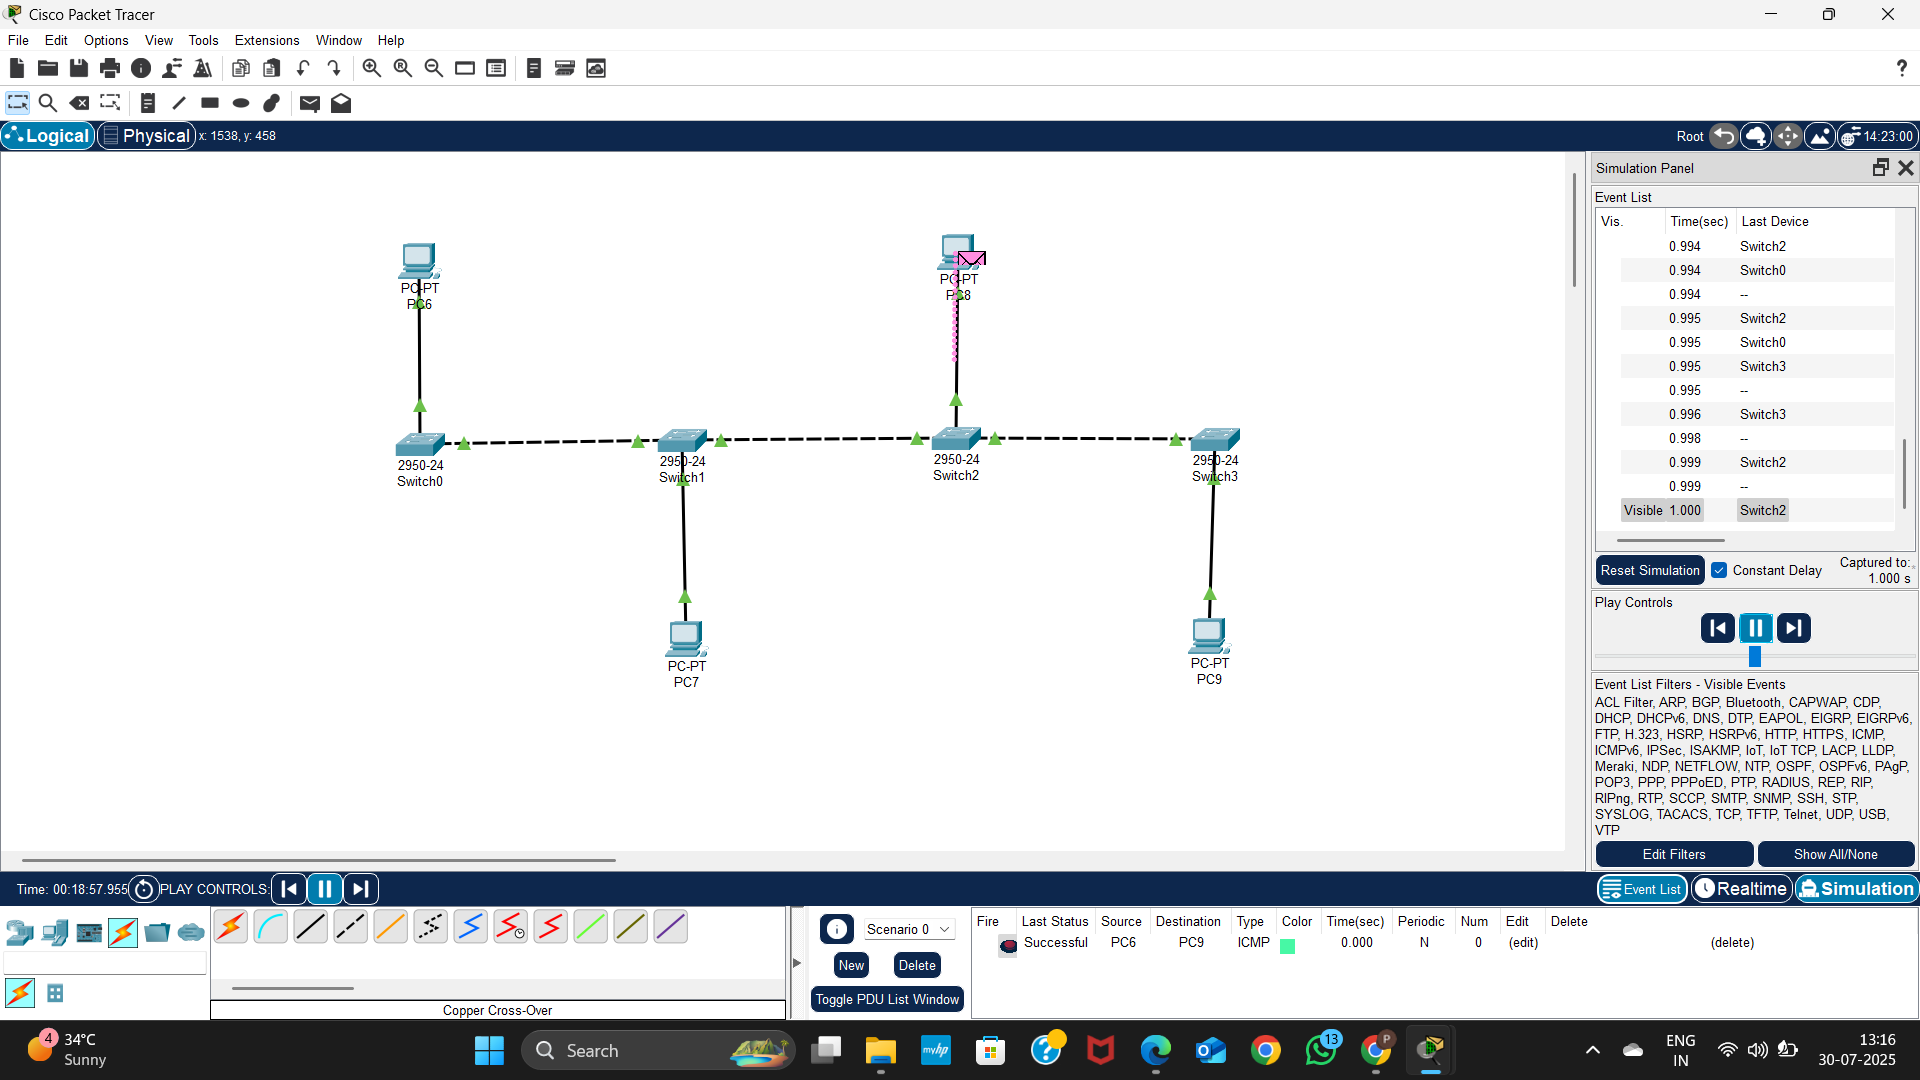 Cisco Packet Tracer
File Edit Options View Tools Extensions Window Help
?
Logical Physical x: 1538, y: 458 Root 14:23:00
Simulation Panel
Event List
Vis. Time(sec) Last Device
0.994 Switch2
0.994 Switch0
0.994 --
0.995 Switch2
0.995 Switch0
0.995 Switch3
0.995 --
0.996 Switch3
0.998 --
0.999 Switch2
0.999 --
Visible 1.000 Switch2
Reset Simulation Constant Delay Captured to:
1.000 s
Play Controls
Event List Filters - Visible Events
ACL Filter, ARP, BGP, Bluetooth, CAPWAP, CDP,
DHCP, DHCPv6, DNS, DTP, EAPOL, EIGRP, EIGRPv6,
FTP, H.323, HSRP, HSRPv6, HTTP, HTTPS, ICMP,
ICMPv6, IPSec, ISAKMP, IoT, IoT TCP, LACP, LLDP,
Meraki, NDP, NETFLOW, NTP, OSPF, OSPFv6, PAgP,
POP3, PPP, PPPoED, PTP, RADIUS, REP, RIP,
RIPng, RTP, SCCP, SMTP, SNMP, SSH, STP,
SYSLOG, TACACS, TCP, TFTP, Telnet, UDP, USB,
VTP
Edit Filters Show All/None
PC-PT
PC6
PC-PT
PC8
2950-24
Switch0
2950-24
Switch1
2950-24
Switch2
2950-24
Switch3
PC-PT
PC7
PC-PT
PC9
Time: 00:18:57.955 PLAY CONTROLS: Event List Realtime Simulation
Copper Cross-Over
Scenario 0
New Delete
Toggle PDU List Window
Fire Last Status Source Destination Type Color Time(sec) Periodic Num Edit Delete
Successful PC6 PC9 ICMP 0.000 N 0 (edit) (delete)
4 34°C
Sunny
Search
myhp
13
P
ENG
IN
13:16
30-07-2025